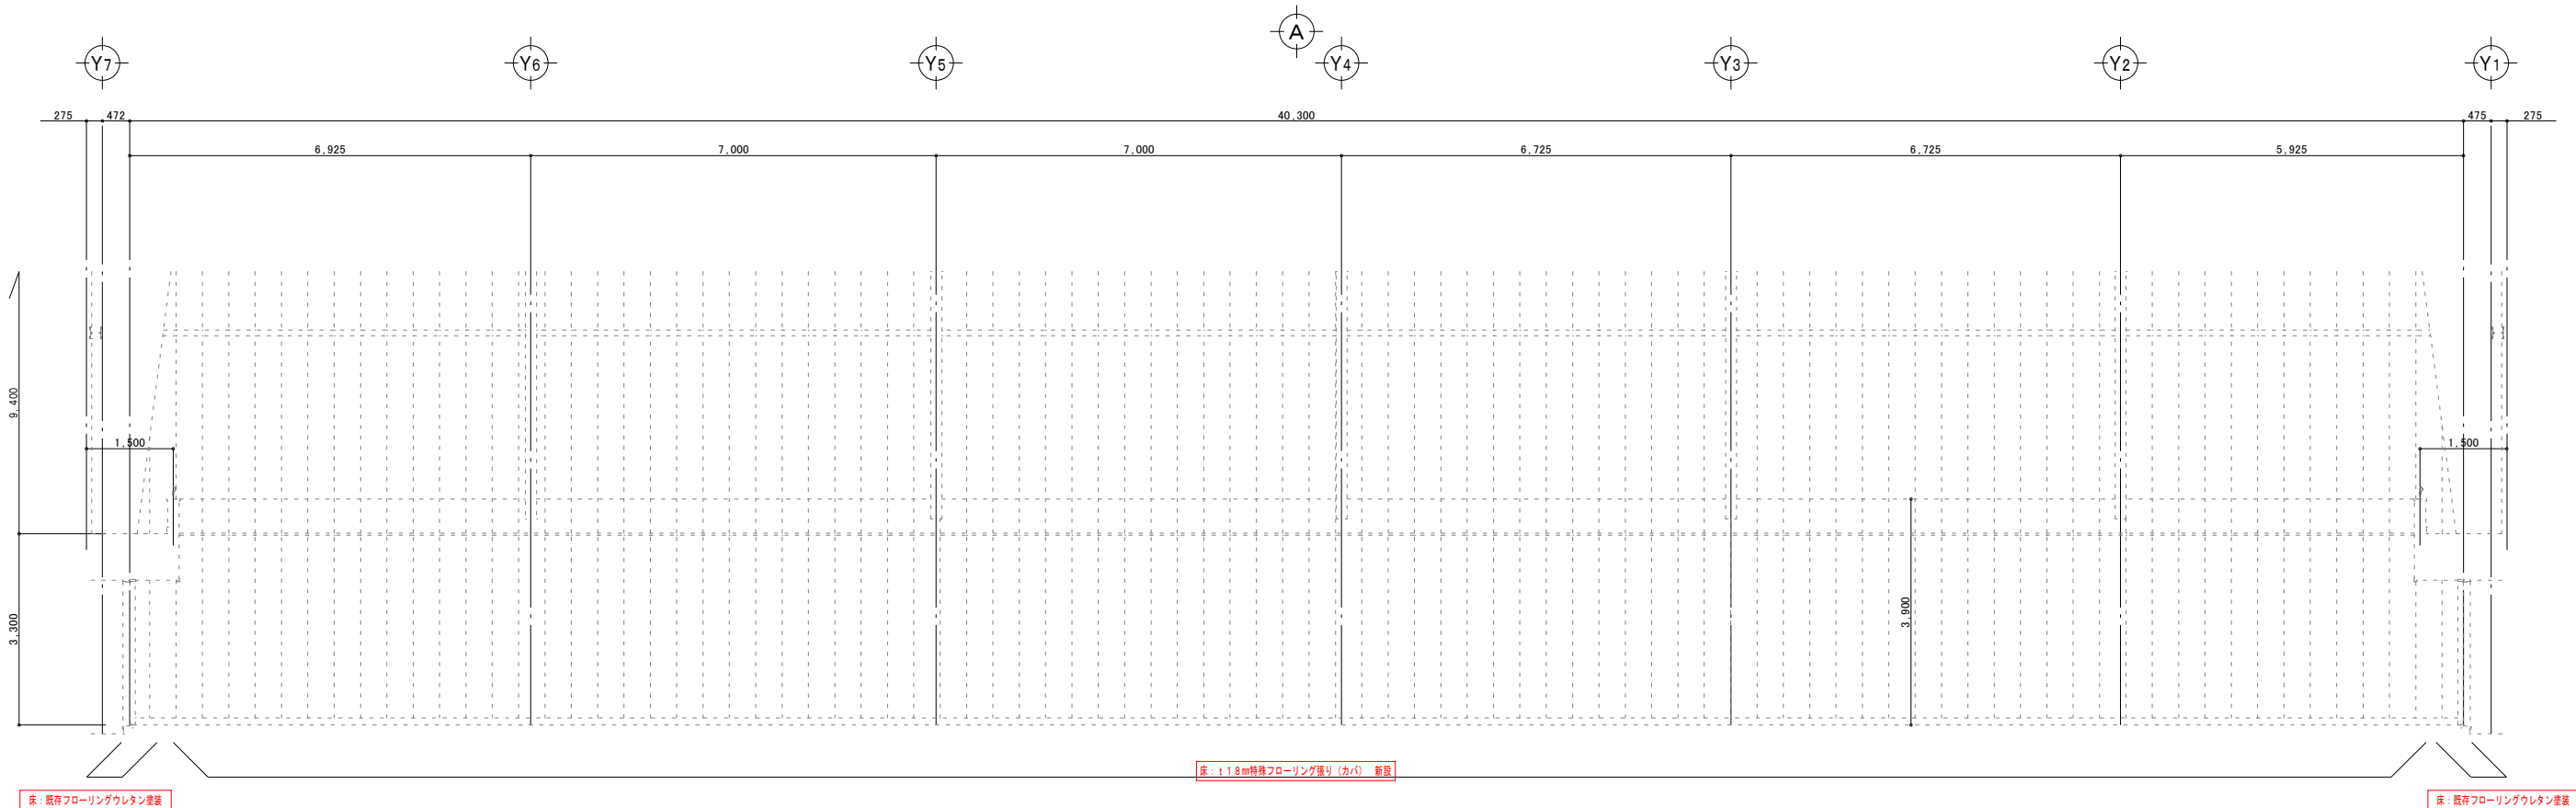 A
Y7 Y6 Y5 Y4 Y3 Y2 Y1
275 472 40,300 475 275
6,925 7,000 7,000 6,725 6,725 5,925
9,400
1,500 1,500
3,300
3,900
床：ｔ１８㎜特殊フローリング張り（カバ）　新設
床：既存フローリングウレタン塗装 床：既存フローリングウレタン塗装